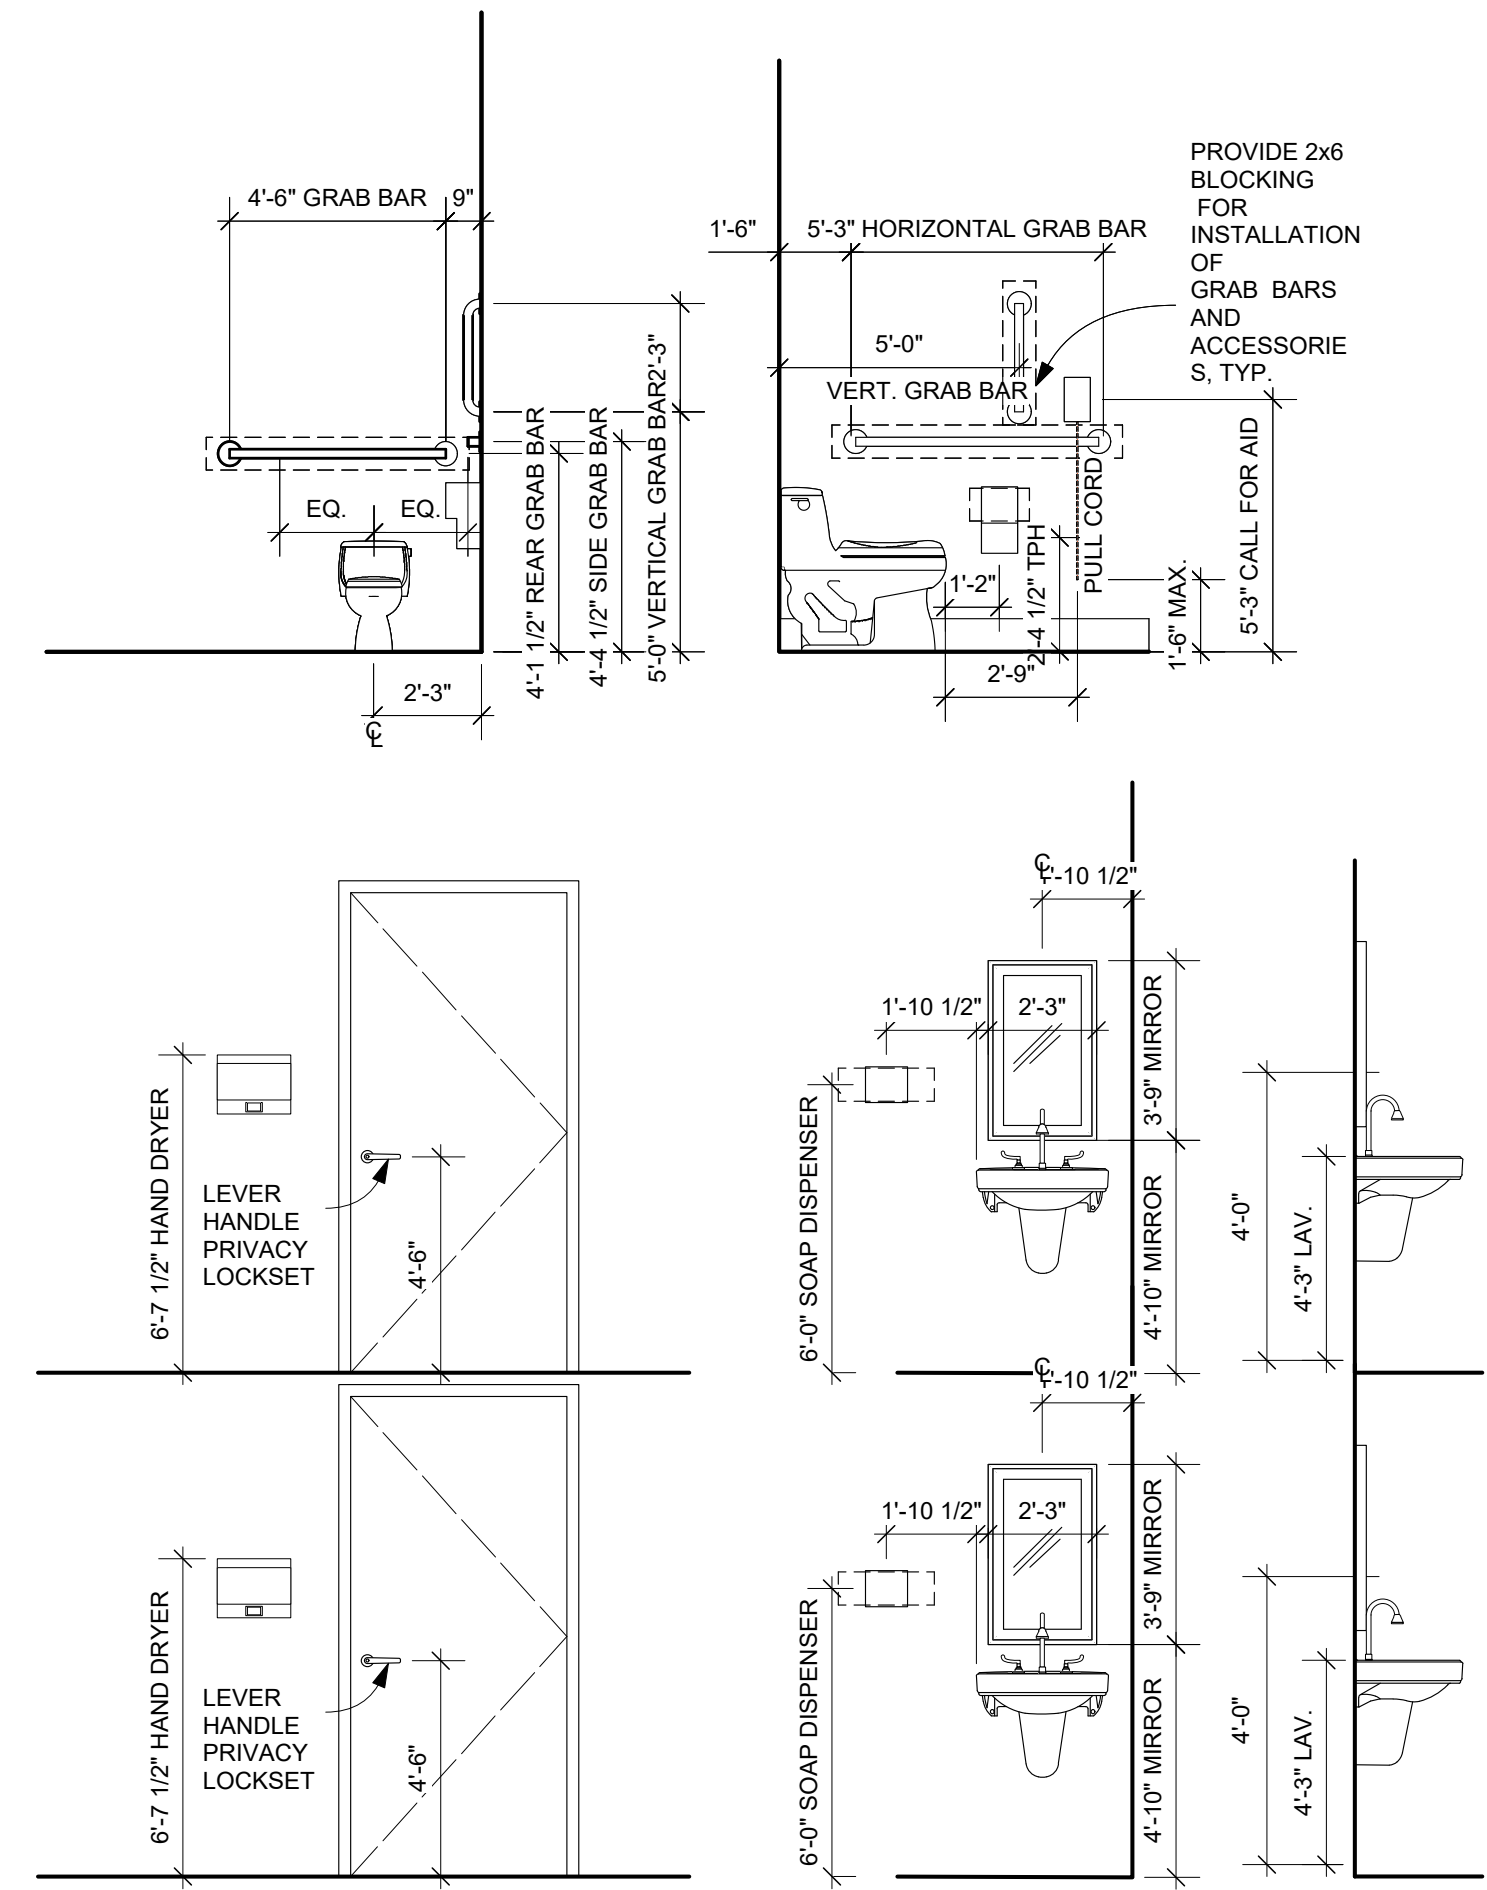 4'-6" GRAB BAR
9"
EQ.
EQ.
2'-3"
℄
4'-1 1/2" REAR GRAB BAR
4'-4 1/2" SIDE GRAB BAR
5'-0" VERTICAL GRAB BAR
2'-3"
1'-6"
5'-3" HORIZONTAL GRAB BAR
5'-0"
VERT. GRAB BAR
PROVIDE 2x6
BLOCKING
FOR
INSTALLATION
OF
GRAB BARS
AND
ACCESSORIE
S, TYP.
1'-2"
2'-4 1/2" TPH
PULL CORD
2'-9"
1'-6" MAX.
5'-3" CALL FOR AID
6'-7 1/2" HAND DRYER
LEVER
HANDLE
PRIVACY
LOCKSET
4'-6"
℄
1'-10 1/2"
1'-10 1/2"
2'-3"
3'-9" MIRROR
6'-0" SOAP DISPENSER
4'-10" MIRROR
4'-0"
4'-3" LAV.
6'-7 1/2" HAND DRYER
LEVER
HANDLE
PRIVACY
LOCKSET
4'-6"
℄
1'-10 1/2"
1'-10 1/2"
2'-3"
3'-9" MIRROR
6'-0" SOAP DISPENSER
4'-10" MIRROR
4'-0"
4'-3" LAV.